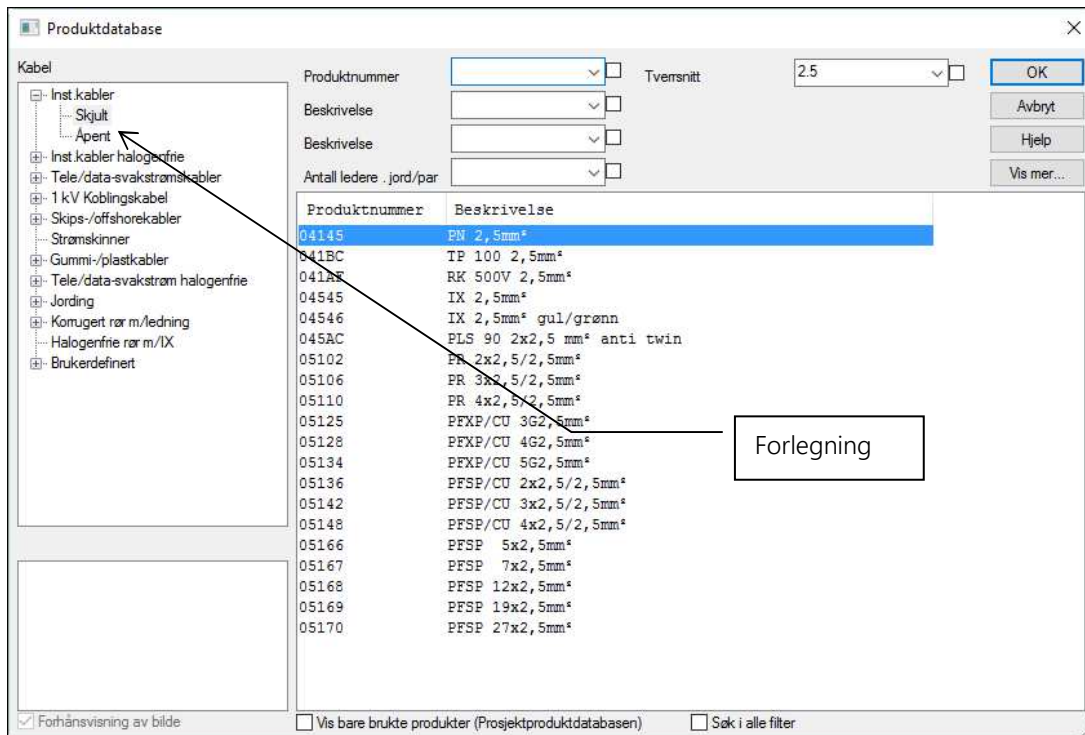 Produktdatabase
Kabel
Inst.kabler
Skjult
Åpent
Inst.kabler halogenfrie
Tele/data-svakstrømskabler
1 kV Koblingskabel
Skips-/offshorekabler
Strømskinner
Gummi-/plastkabler
Tele/data-svakstrøm halogenfrie
Jording
Korrugert rør m/ledning
Halogenfrie rør m/IX
Brukerdefinert
Produktnummer
Tverrsnitt
2.5
Beskrivelse
Beskrivelse
Antall ledere . jord/par
OK
Avbryt
Hjelp
Vis mer...
Produktnummer Beskrivelse
04145 PN 2,5mm²
041BC TP 100 2,5mm²
041AE RK 500V 2,5mm²
04545 IX 2,5mm²
04546 IX 2,5mm² gul/grønn
045AC PLS 90 2x2,5 mm² anti twin
05102 PR 2x2,5/2,5mm²
05106 PR 3x2,5/2,5mm²
05110 PR 4x2,5/2,5mm²
05125 PFXP/CU 3G2,5mm²
05128 PFXP/CU 4G2,5mm²
05134 PFXP/CU 5G2,5mm²
05136 PFSP/CU 2x2,5/2,5mm²
05142 PFSP/CU 3x2,5/2,5mm²
05148 PFSP/CU 4x2,5/2,5mm²
05166 PFSP 5x2,5mm²
05167 PFSP 7x2,5mm²
05168 PFSP 12x2,5mm²
05169 PFSP 19x2,5mm²
05170 PFSP 27x2,5mm²
Forlegning
Forhånsvisning av bilde
Vis bare brukte produkter (Prosjektproduktdatabasen)
Søk i alle filter